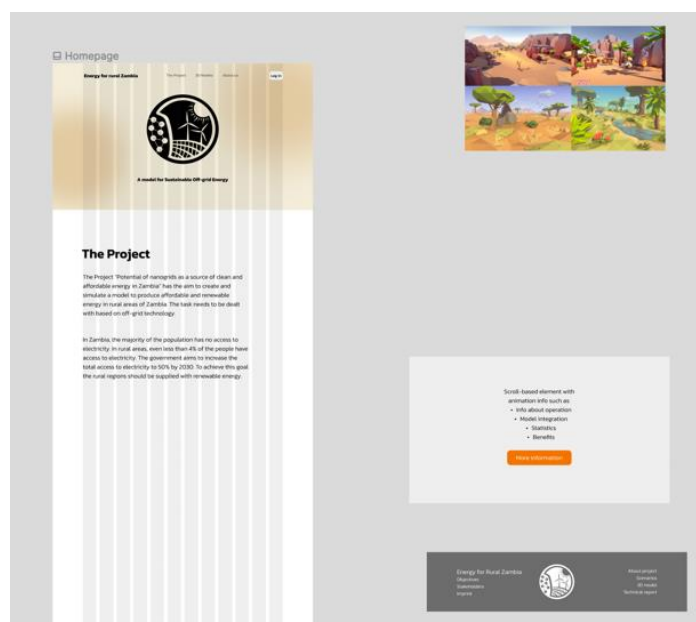 Homepage
Energy for rural Zambia
The Project
3D Models
Log In
A model for Sustainable Off-grid Energy
The Project
The Project "Potential of nanogrids as a source of clean and
affordable energy in Zambia" has the aim to create and
simulate a model to produce affordable and renewable
energy in rural areas of Zambia. The task needs to be dealt
with based on off-grid technology.
In Zambia, the majority of the population has no access to
electricity. In rural areas, even less than 4% of the people have
access to electricity. The government aims to increase the
total access to electricity to 50% by 2030. To achieve this goal
the rural regions should be supplied with renewable energy.
Scroll-based element with
animation info such as
• Info about operation
• Model integration
• Statistics
• Benefits
More information
Energy for Rural Zambia
Objectives
Stakeholders
Imprint
About project
Scenarios
3D model
Technical report